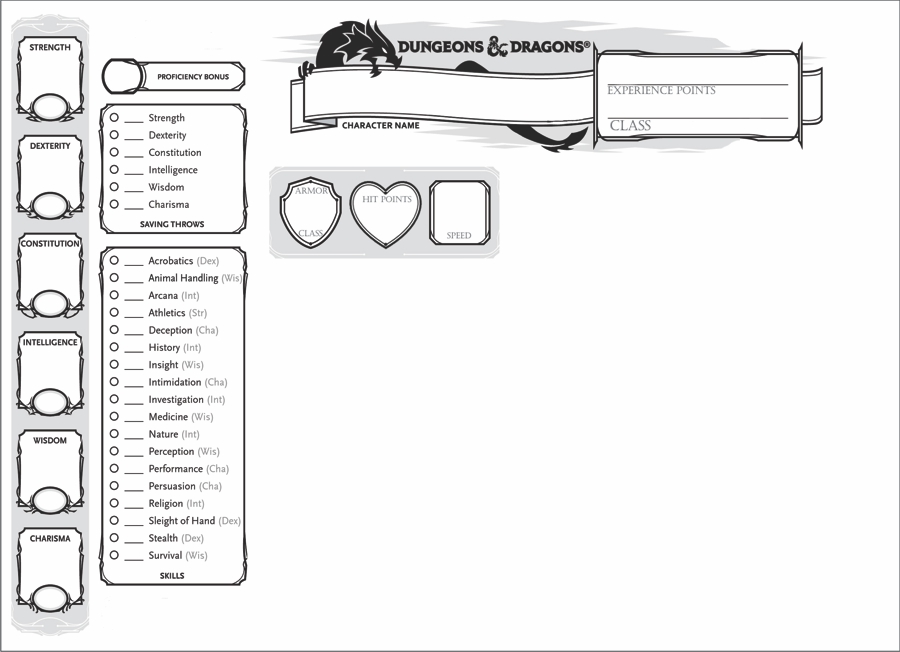 STRENGTH
DEXTERITY
CONSTITUTION
INTELLIGENCE
WISDOM
CHARISMA
PROFICIENCY BONUS
Strength
Dexterity
Constitution
Intelligence
Wisdom
Charisma
SAVING THROWS
Acrobatics (Dex)
Animal Handling (Wis)
Arcana (Int)
Athletics (Str)
Deception (Cha)
History (Int)
Insight (Wis)
Intimidation (Cha)
Investigation (Int)
Medicine (Wis)
Nature (Int)
Perception (Wis)
Performance (Cha)
Persuasion (Cha)
Religion (Int)
Sleight of Hand (Dex)
Stealth (Dex)
Survival (Wis)
SKILLS
DUNGEONS & DRAGONS®
CHARACTER NAME
EXPERIENCE POINTS
CLASS
ARMOR
CLASS
HIT POINTS
SPEED